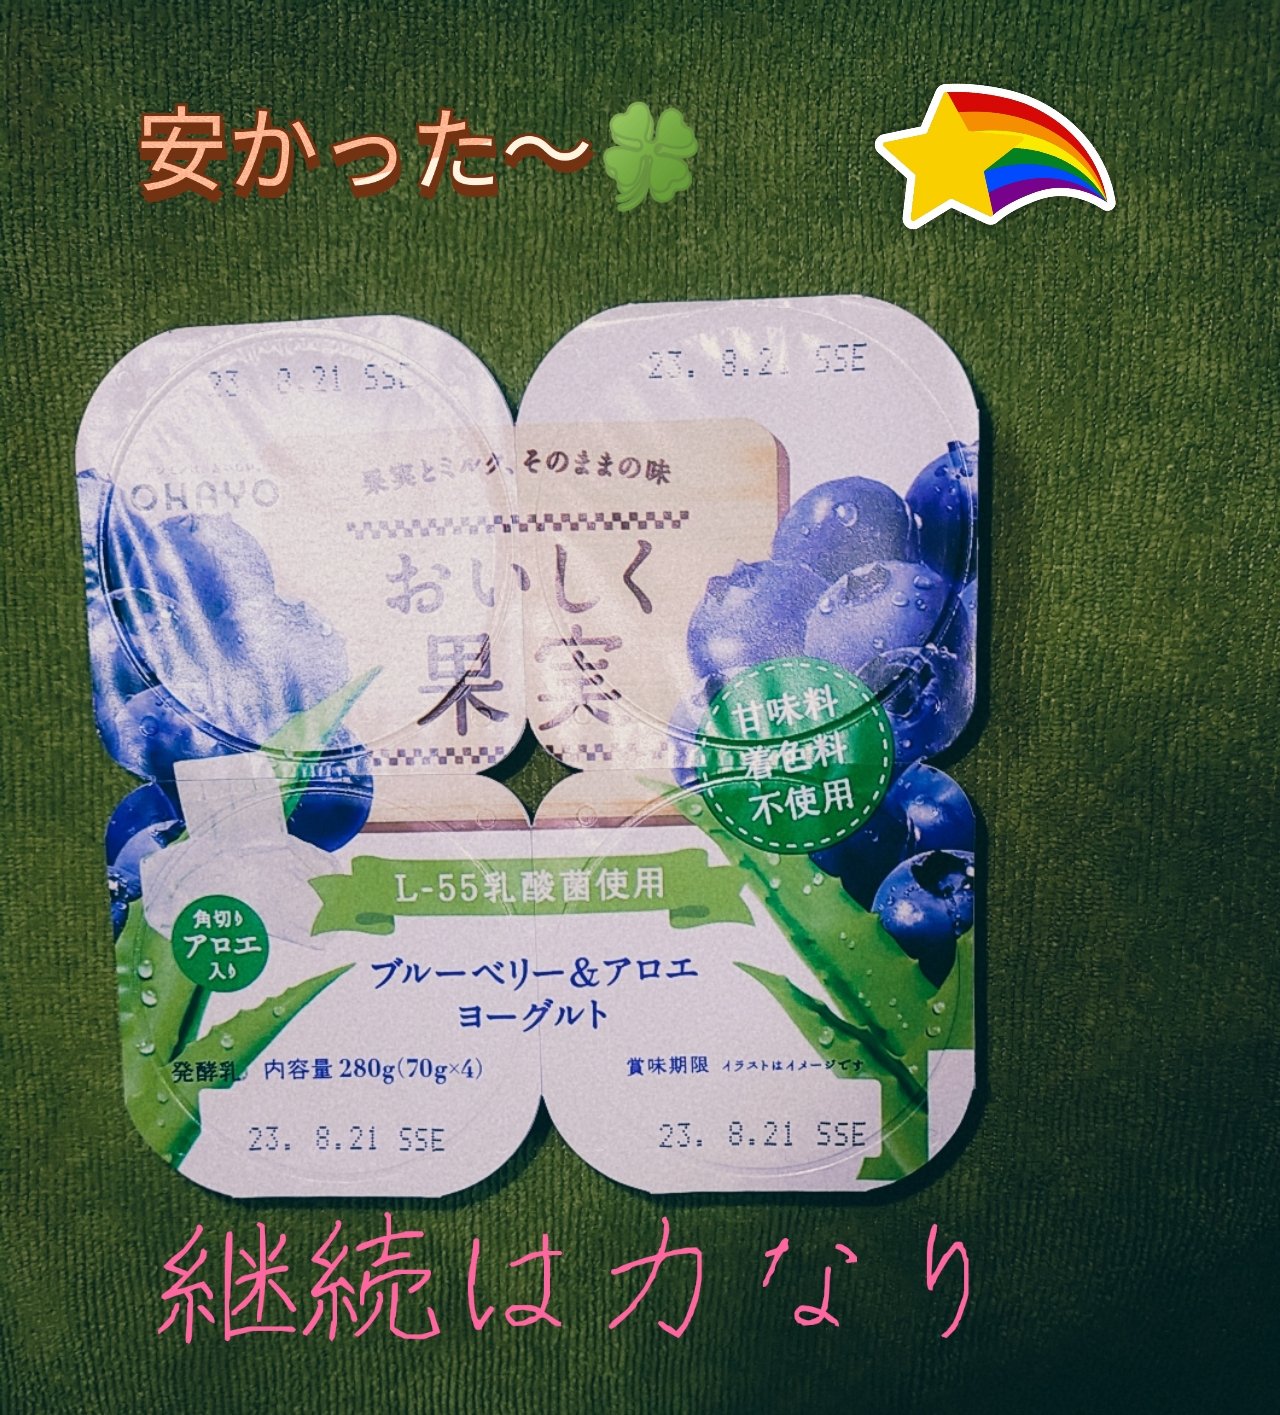 安かった～🍀
23. 8.21 SSE
23. 8.21 SSE
OHAYO
果実とミルク、そのままの味
おいしく
果実
甘味料
着色料
不使用
L-55乳酸菌使用
角切り
アロエ
入り
ブルーベリー&アロエ
ヨーグルト
発酵乳 内容量 280g(70g×4)
賞味期限 イラストはイメージです
23. 8.21 SSE
23. 8.21 SSE
継続は力なり